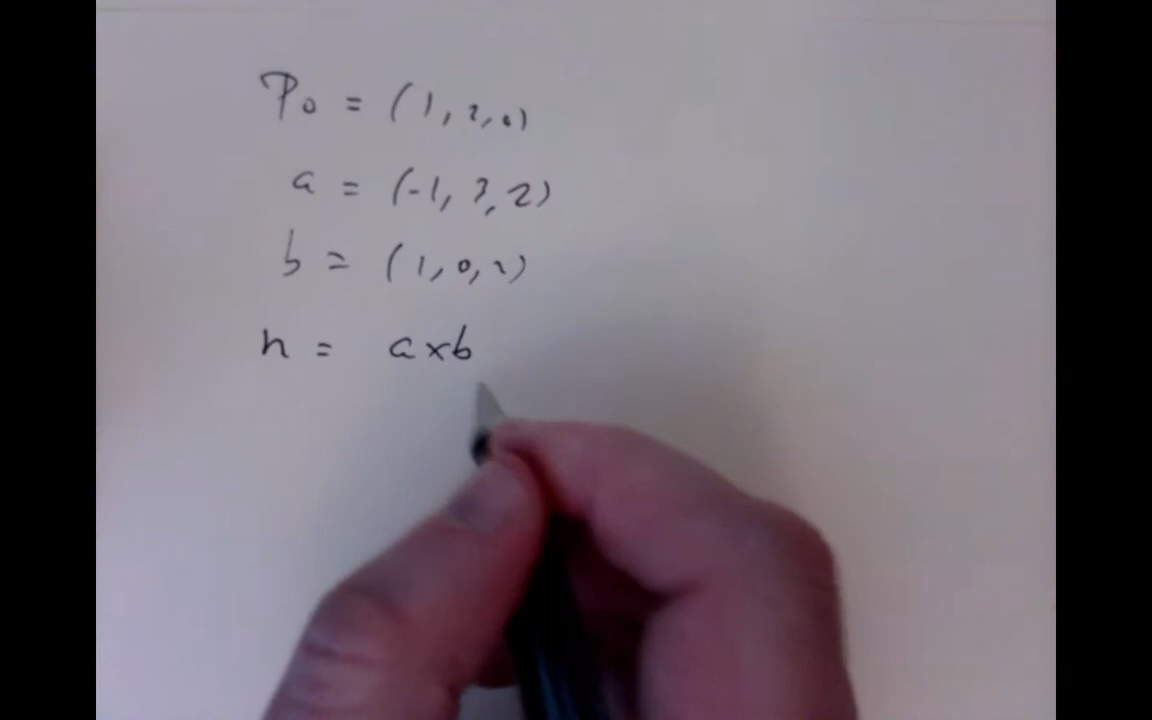 P₀ = (1, 2, 0)
a = (-1, 3, 2)
b = (1, 0, 2)
n = a×b